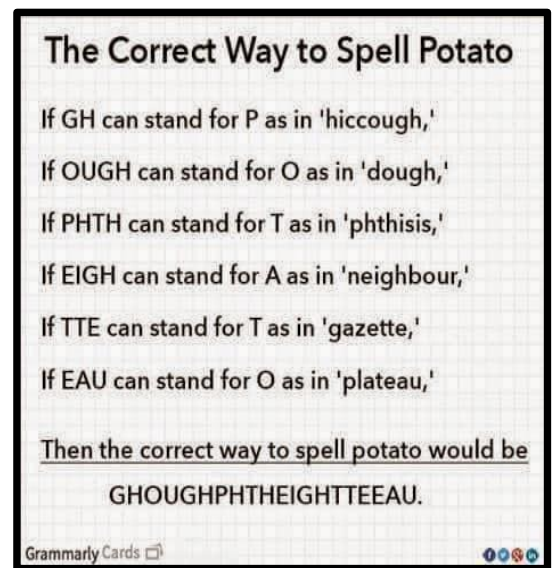 The Correct Way to Spell Potato
If GH can stand for P as in 'hiccough,'
If OUGH can stand for O as in 'dough,'
If PHTH can stand for T as in 'phthisis,'
If EIGH can stand for A as in 'neighbour,'
If TTE can stand for T as in 'gazette,'
If EAU can stand for O as in 'plateau,'
Then the correct way to spell potato would be
GHOUGHPHTHEIGHTTEEAU.
Grammarly Cards